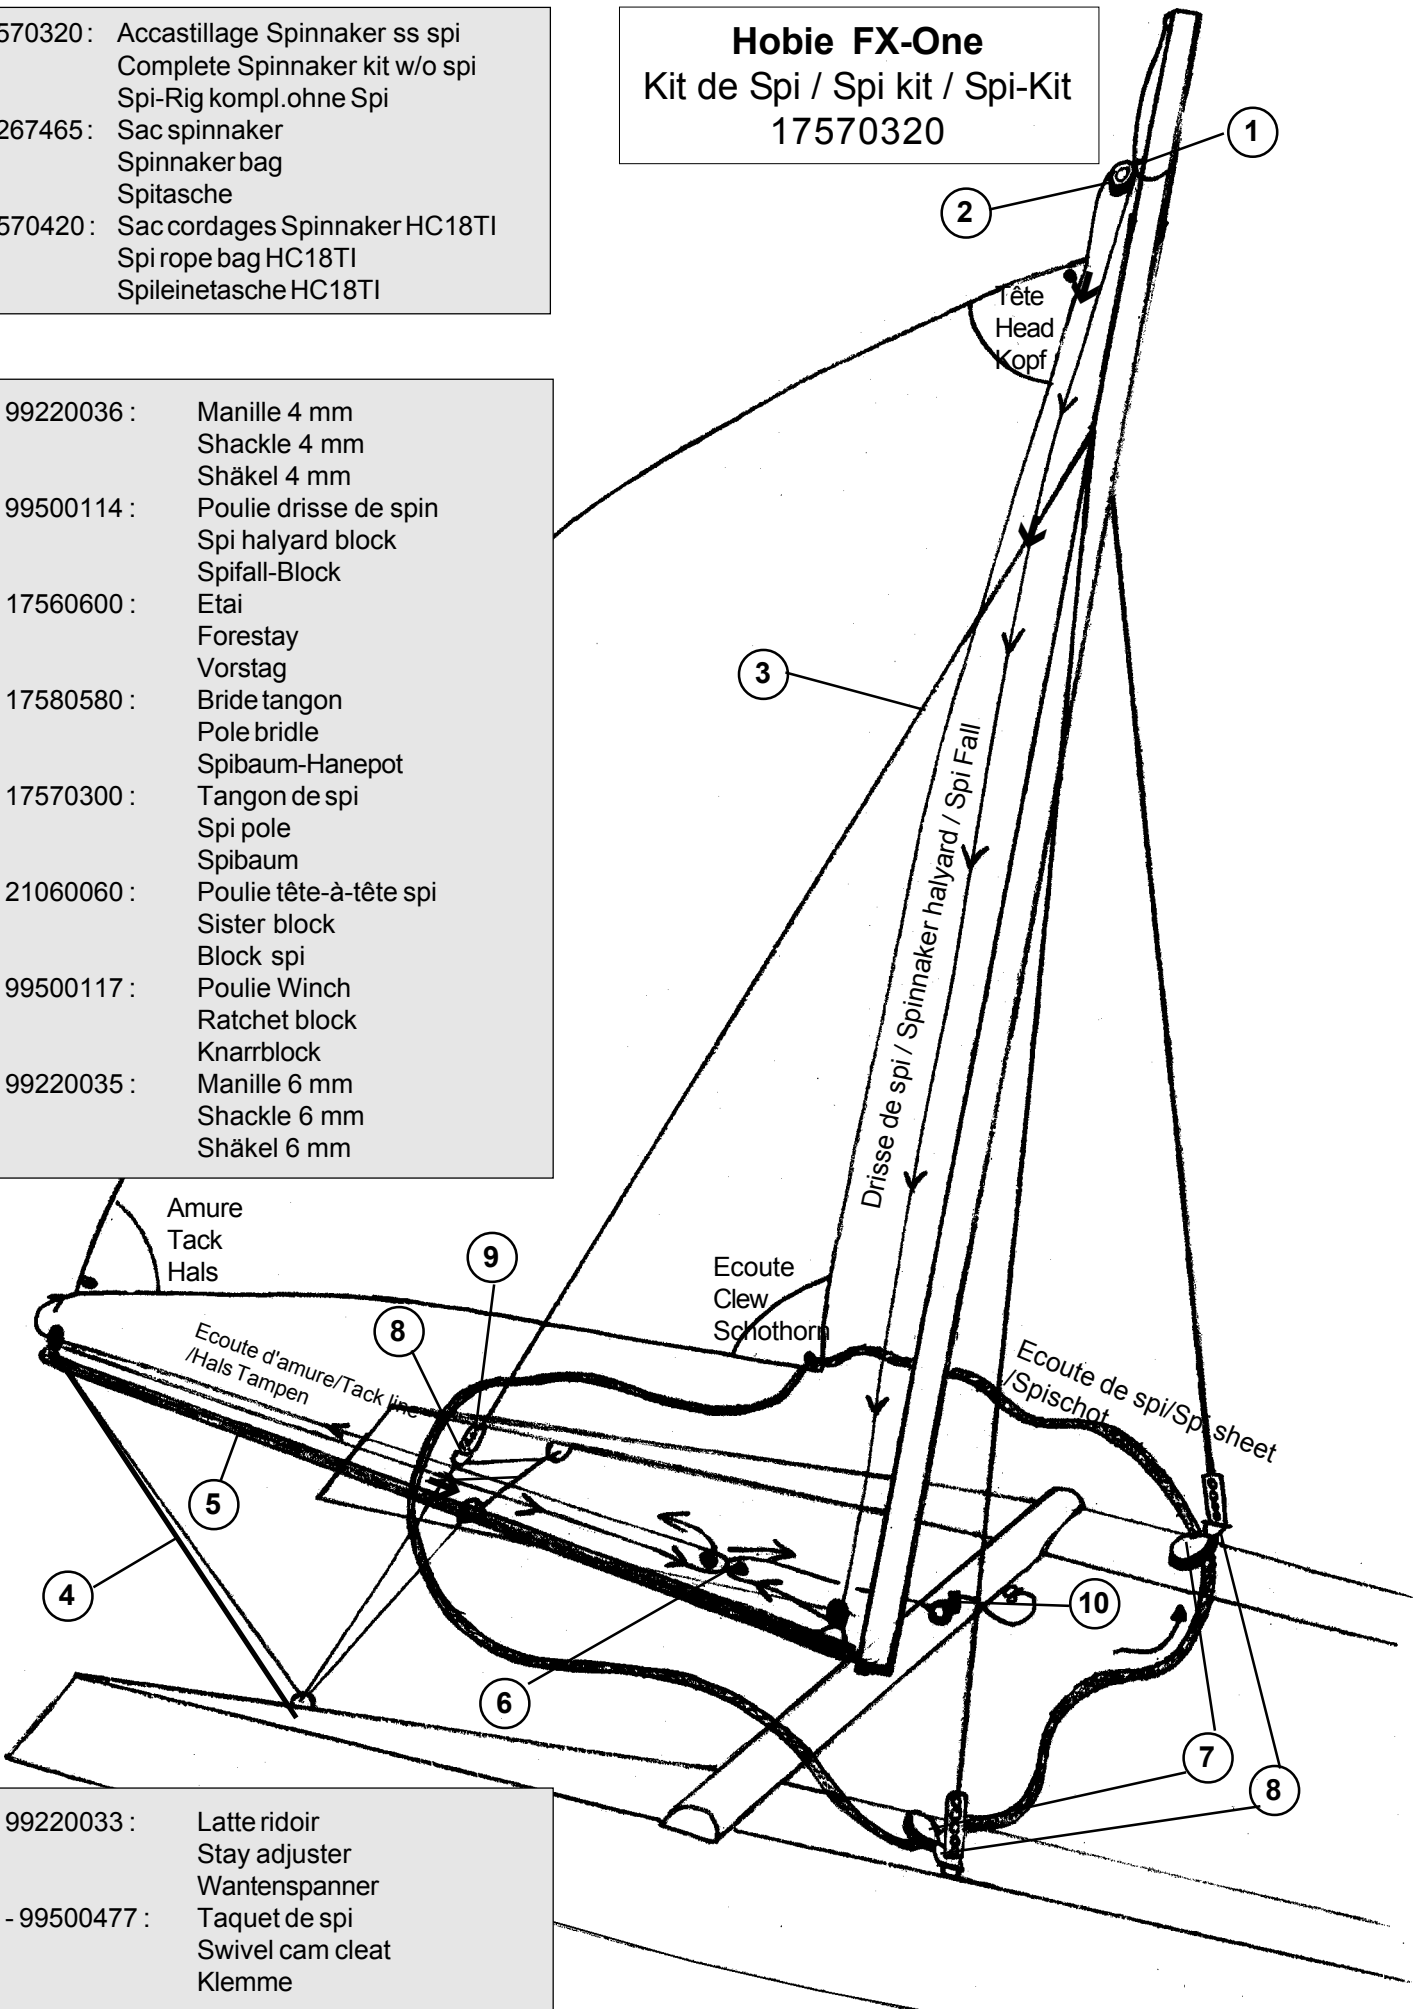 570320 : Accastillage Spinnaker ss spi
Complete Spinnaker kit w/o spi
Spi-Rig kompl.ohne Spi
267465 : Sac spinnaker
Spinnaker bag
Spitasche
570420 : Sac cordages Spinnaker HC18TI
Spi rope bag HC18TI
Spileinetasche HC18TI
Hobie FX-One
Kit de Spi / Spi kit / Spi-Kit
17570320
1
2
Tête
Head
Kopf
99220036 : Manille 4 mm
Shackle 4 mm
Shäkel 4 mm
99500114 : Poulie drisse de spin
Spi halyard block
Spifall-Block
17560600 : Etai
Forestay
Vorstag
17580580 : Bride tangon
Pole bridle
Spibaum-Hanepot
17570300 : Tangon de spi
Spi pole
Spibaum
21060060 : Poulie tête-à-tête spi
Sister block
Block spi
99500117 : Poulie Winch
Ratchet block
Knarrblock
99220035 : Manille 6 mm
Shackle 6 mm
Shäkel 6 mm
3
Drisse de spi / Spinnaker halyard / Spi Fall
Amure
Tack
Hals
9
8
Ecoute
Clew
Schothorn
Ecoute d'amure/Tack line
/Hals Tampen
Ecoute de spi/Spi sheet
/Spischot
5
4
10
6
7
8
99220033 : Latte ridoir
Stay adjuster
Wantenspanner
- 99500477 : Taquet de spi
Swivel cam cleat
Klemme